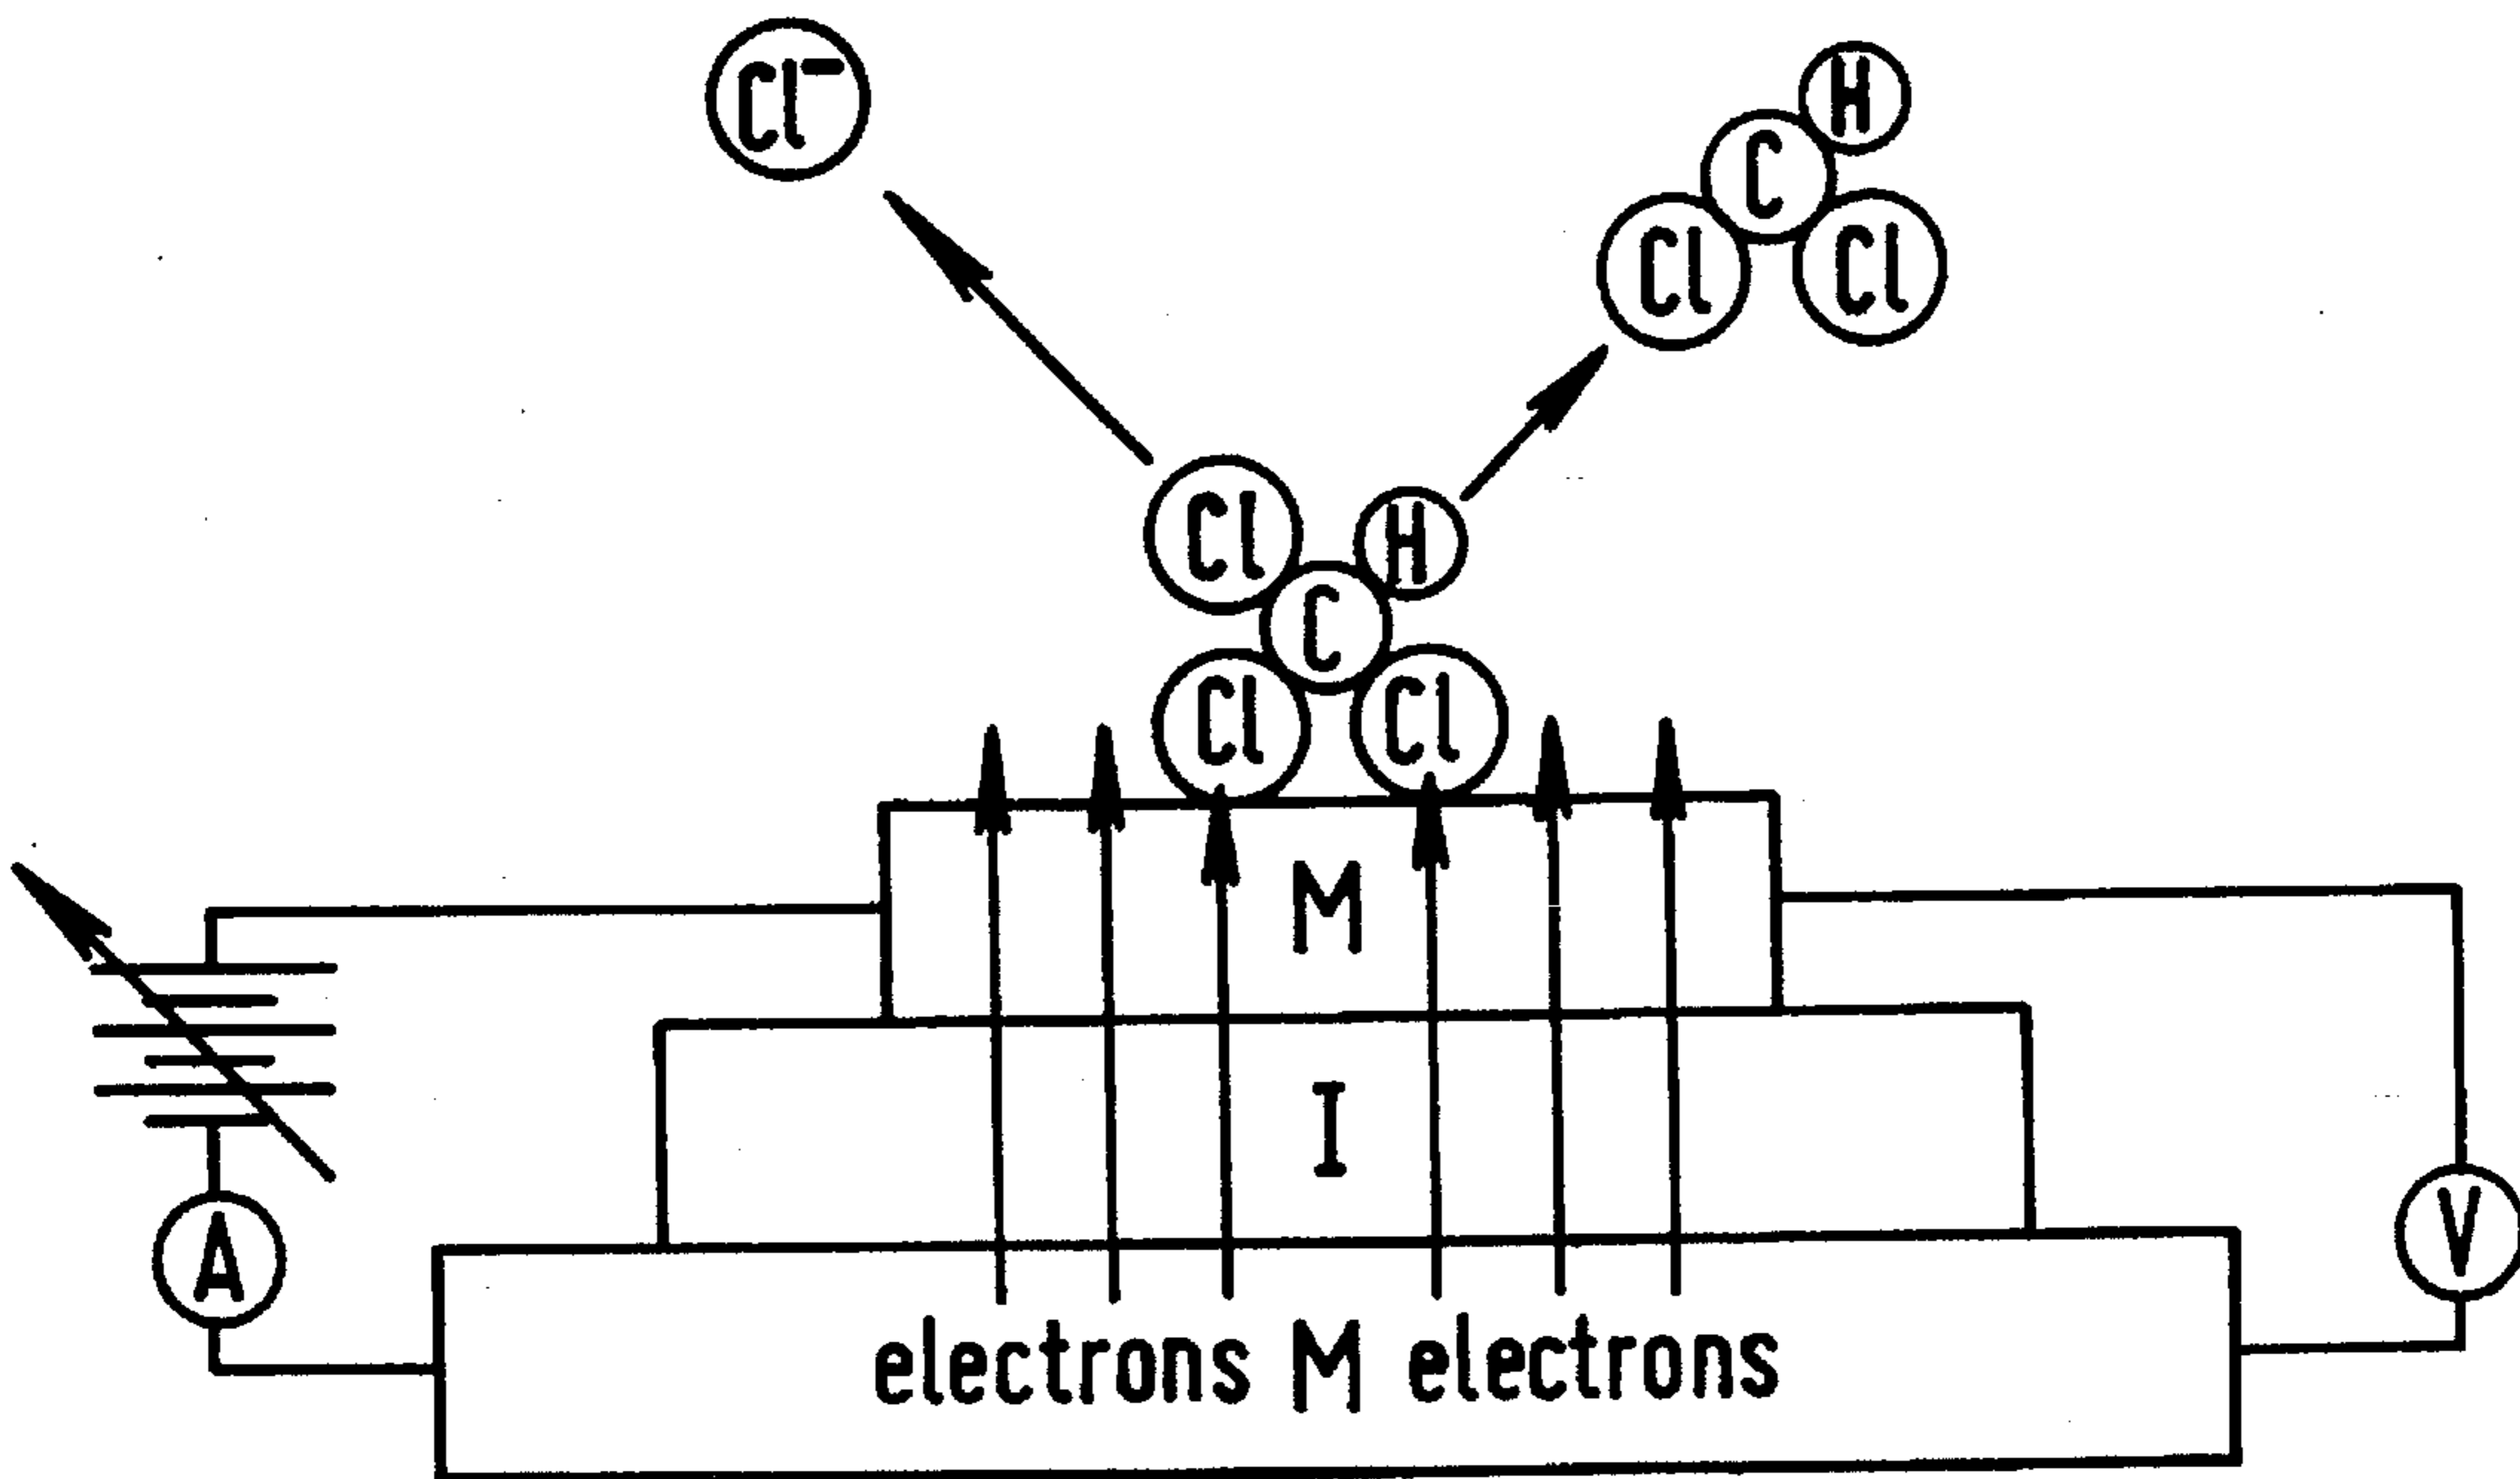 Cl⁻
H
C
Cl Cl
Cl H
C
Cl Cl
M
I
A V
electrons M electrons